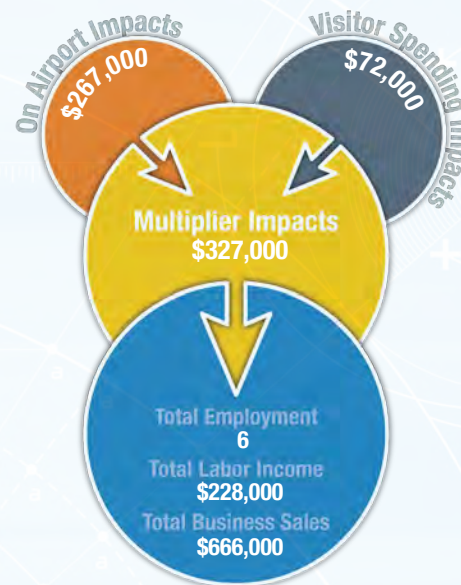 On Airport Impacts
$267,000
Visitor Spending Impacts
$72,000
Multiplier Impacts
$327,000
Total Employment
6
Total Labor Income
$228,000
Total Business Sales
$666,000